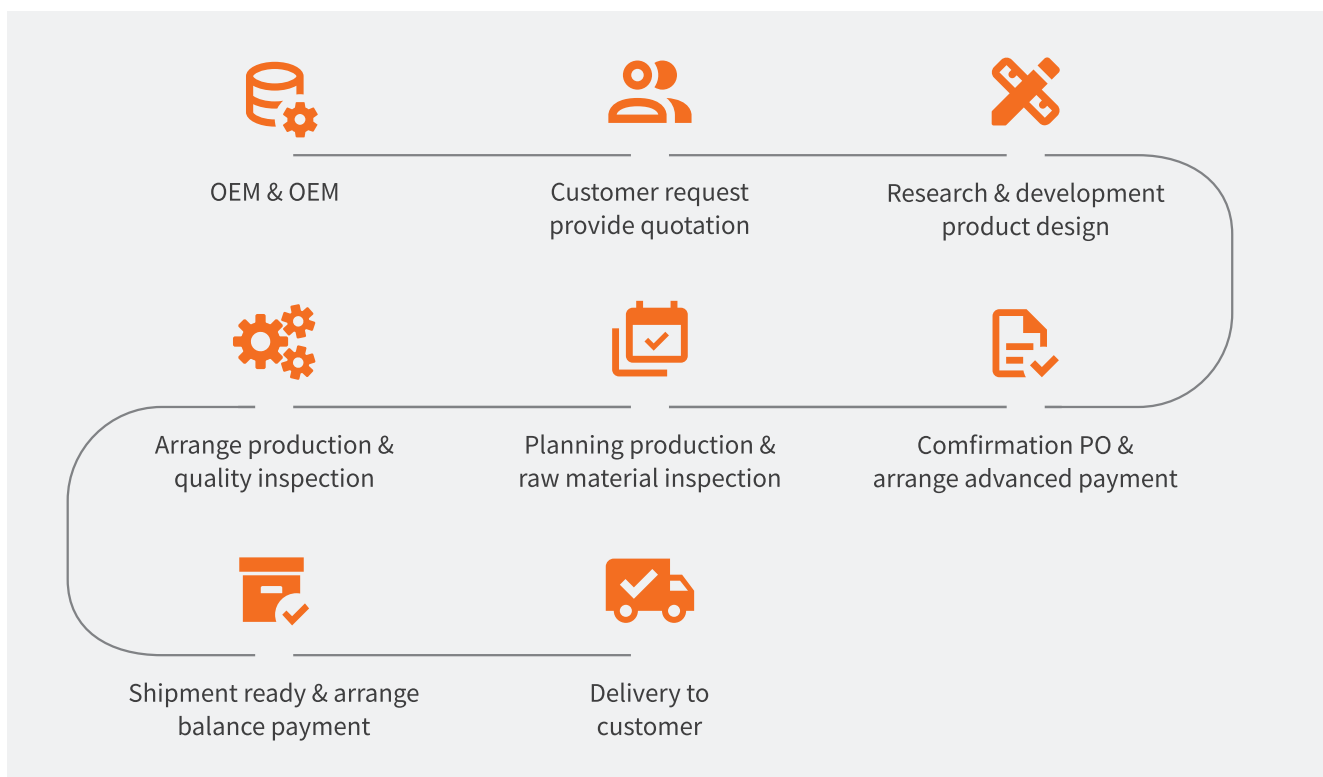 OEM & OEM
Customer request
provide quotation
Research & development
product design
Arrange production &
quality inspection
Planning production &
raw material inspection
Comfirmation PO &
arrange advanced payment
Shipment ready & arrange
balance payment
Delivery to
customer